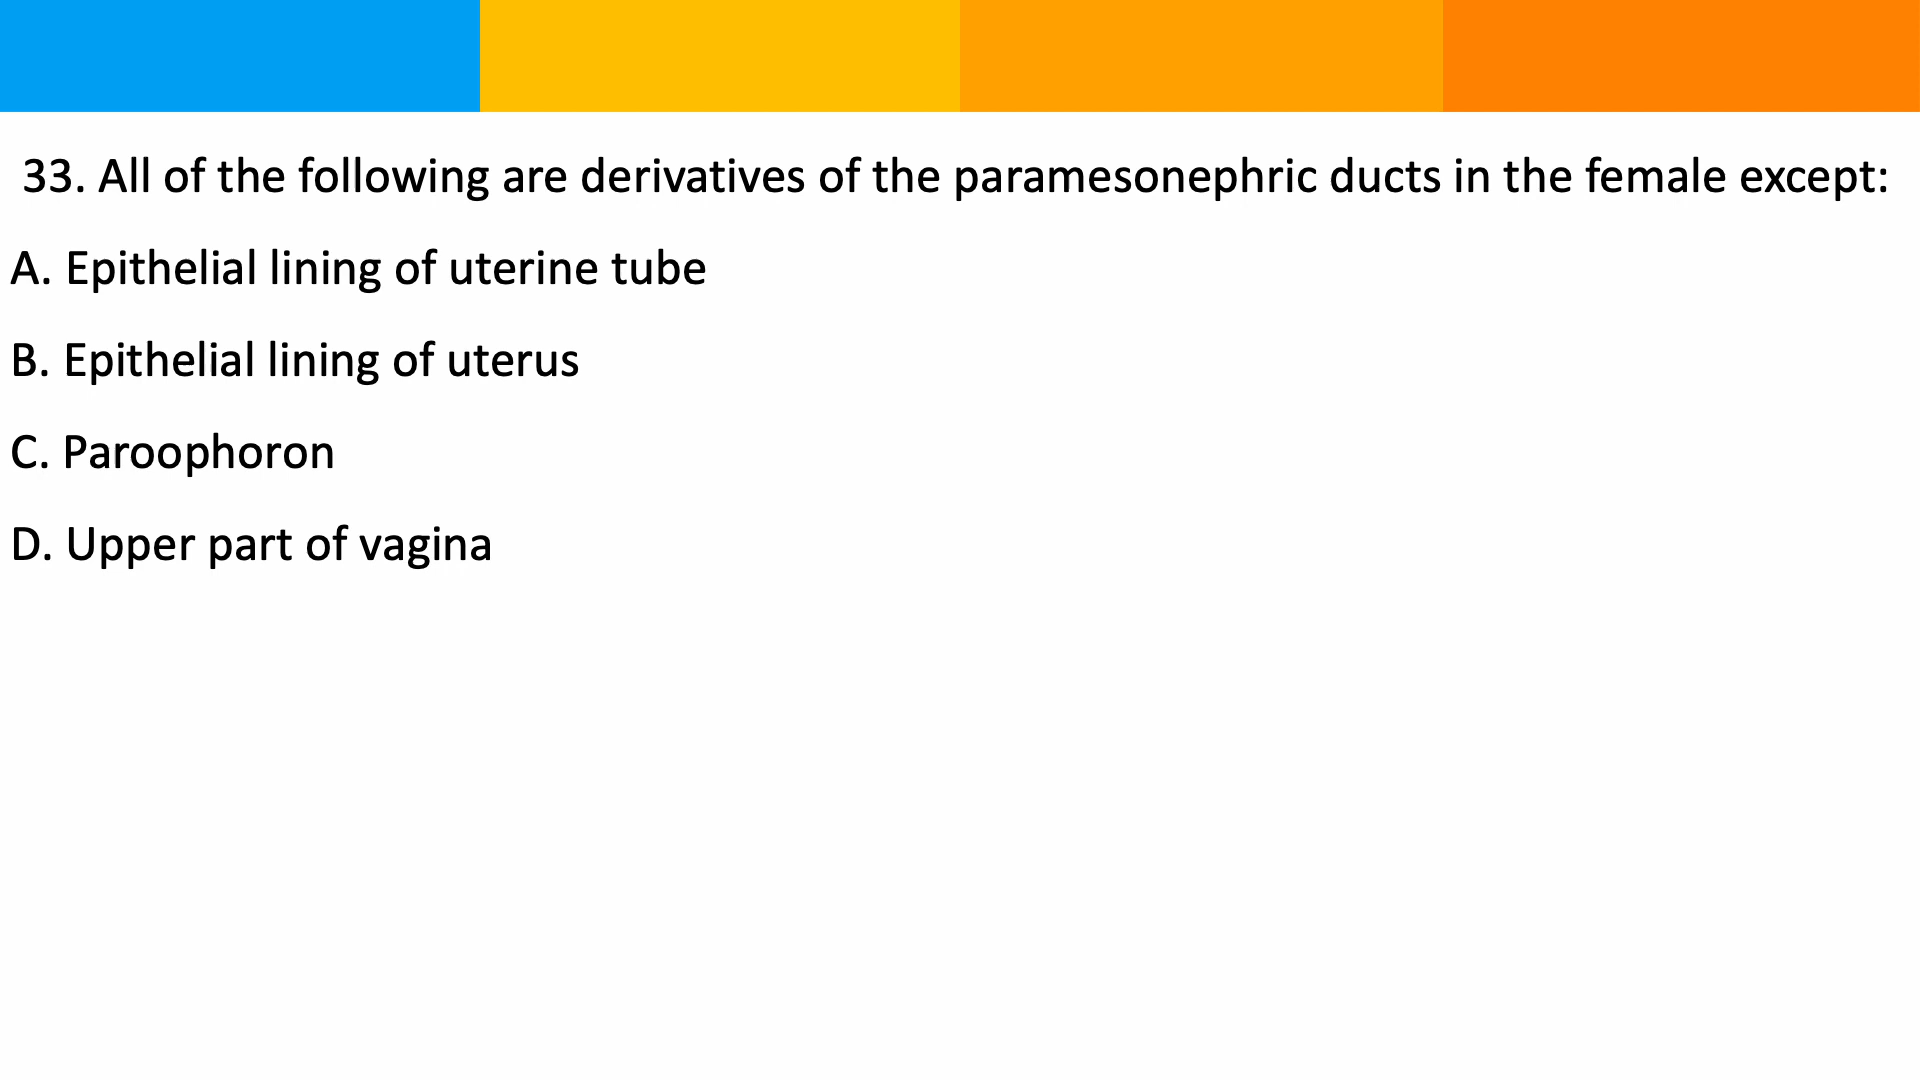 33. All of the following are derivatives of the paramesonephric ducts in the female except:
A. Epithelial lining of uterine tube
B. Epithelial lining of uterus
C. Paroophoron
D. Upper part of vagina